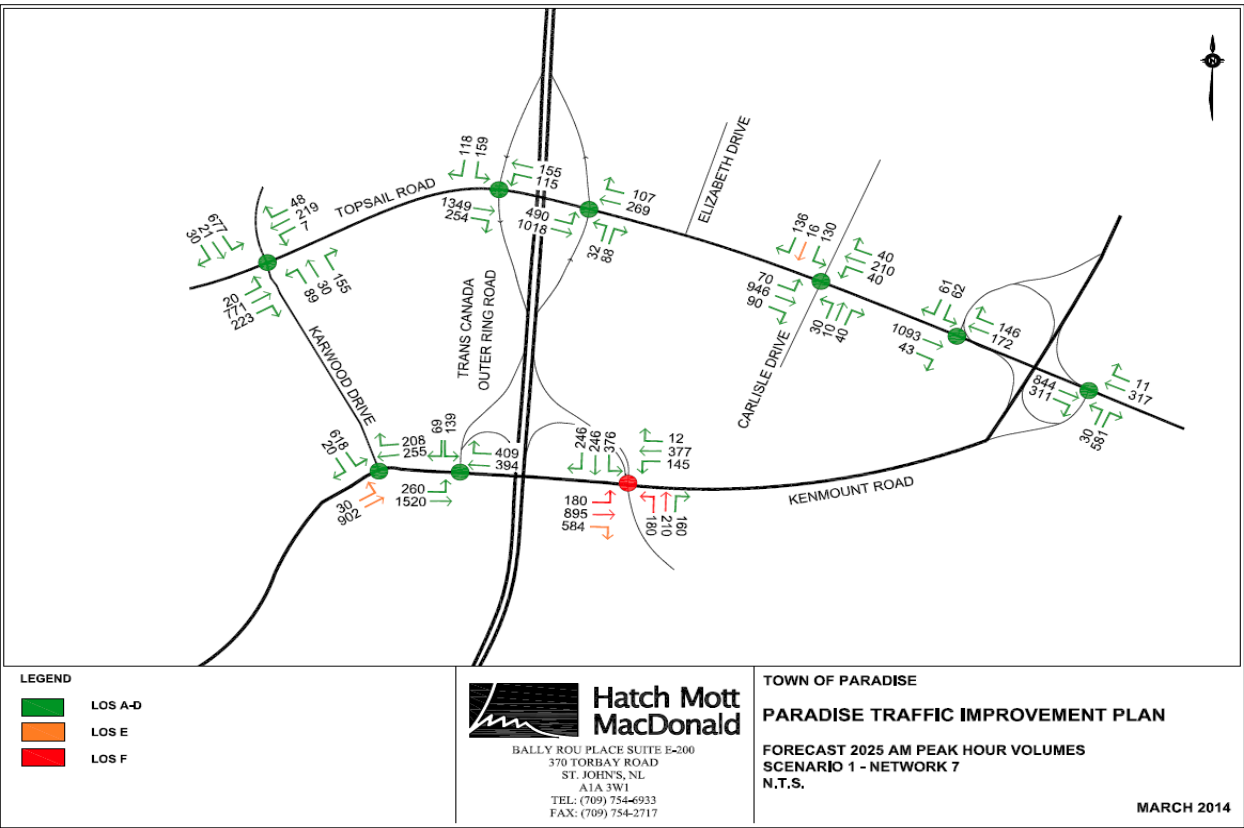 N
118
159
155
115
TOPSAIL ROAD
1349
254
490
1018
107
269
32
88
ELIZABETH DRIVE
48
219
7
677
21
30
89
30
155
20
771
223
KARWOOD DRIVE
TRANS CANADA
OUTER RING ROAD
136
16
130
40
210
40
70
946
90
30
10
40
CARLISLE DRIVE
61
62
146
172
1093
43
844
311
11
317
30
581
618
20
208
255
30
902
69
139
409
394
260
1520
246
246
376
12
377
145
180
895
584
180
210
160
KENMOUNT ROAD
LEGEND
LOS A-D
LOS E
LOS F
Hatch Mott
MacDonald
BALLY ROU PLACE SUITE E-200
370 TORBAY ROAD
ST. JOHN'S, NL
A1A 3W1
TEL: (709) 754-6933
FAX: (709) 754-2717
TOWN OF PARADISE
PARADISE TRAFFIC IMPROVEMENT PLAN
FORECAST 2025 AM PEAK HOUR VOLUMES
SCENARIO 1 - NETWORK 7
N.T.S.
MARCH 2014